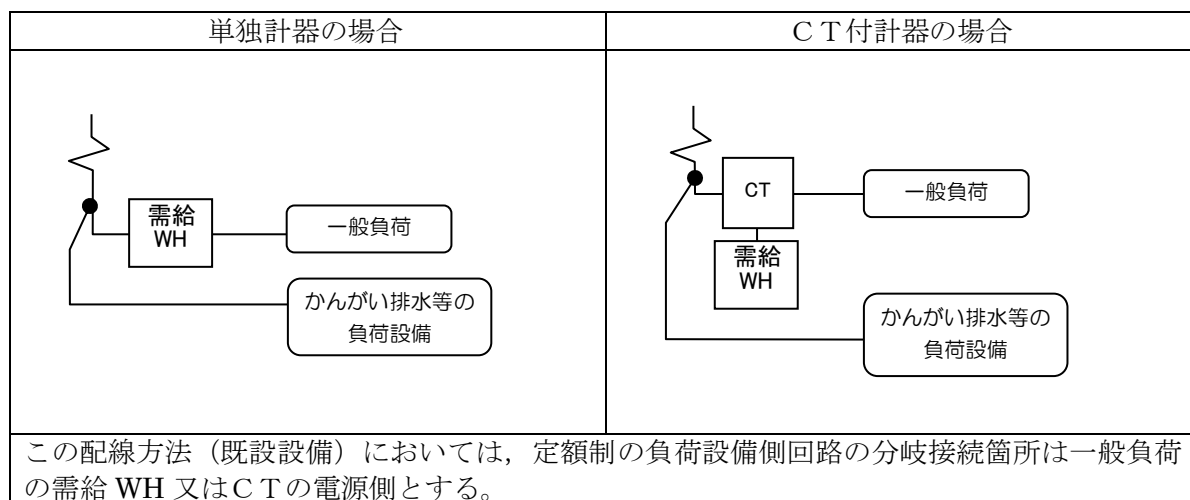 単独計器の場合
ＣＴ付計器の場合
需給
WH
一般負荷
かんがい排水等の
負荷設備
CT
一般負荷
需給
WH
かんがい排水等の
負荷設備
この配線方法（既設設備）においては，定額制の負荷設備側回路の分岐接続箇所は一般負荷
の需給 WH 又はＣＴの電源側とする。